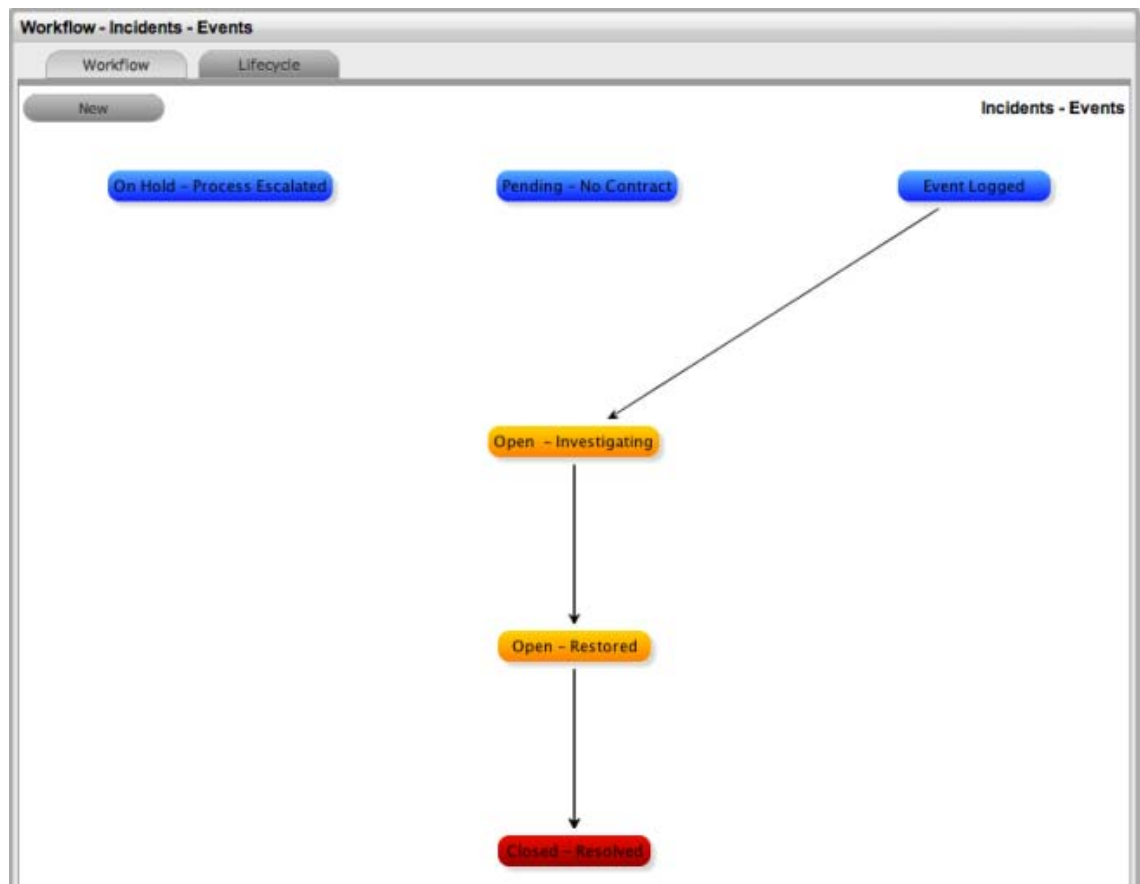 Workflow - Incidents - Events
Workflow Lifecycle
New Incidents - Events
On Hold - Process Escalated Pending - No Contract Event Logged
Open - Investigating
Open - Restored
Closed - Resolved